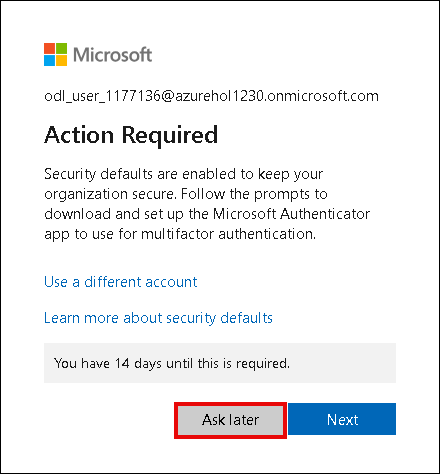 Microsoft
odl_user_1177136@azurehol1230.onmicrosoft.com
Action Required
Security defaults are enabled to keep your
organization secure. Follow the prompts to
download and set up the Microsoft Authenticator
app to use for multifactor authentication.
Use a different account
Learn more about security defaults
You have 14 days until this is required.
Ask later
Next